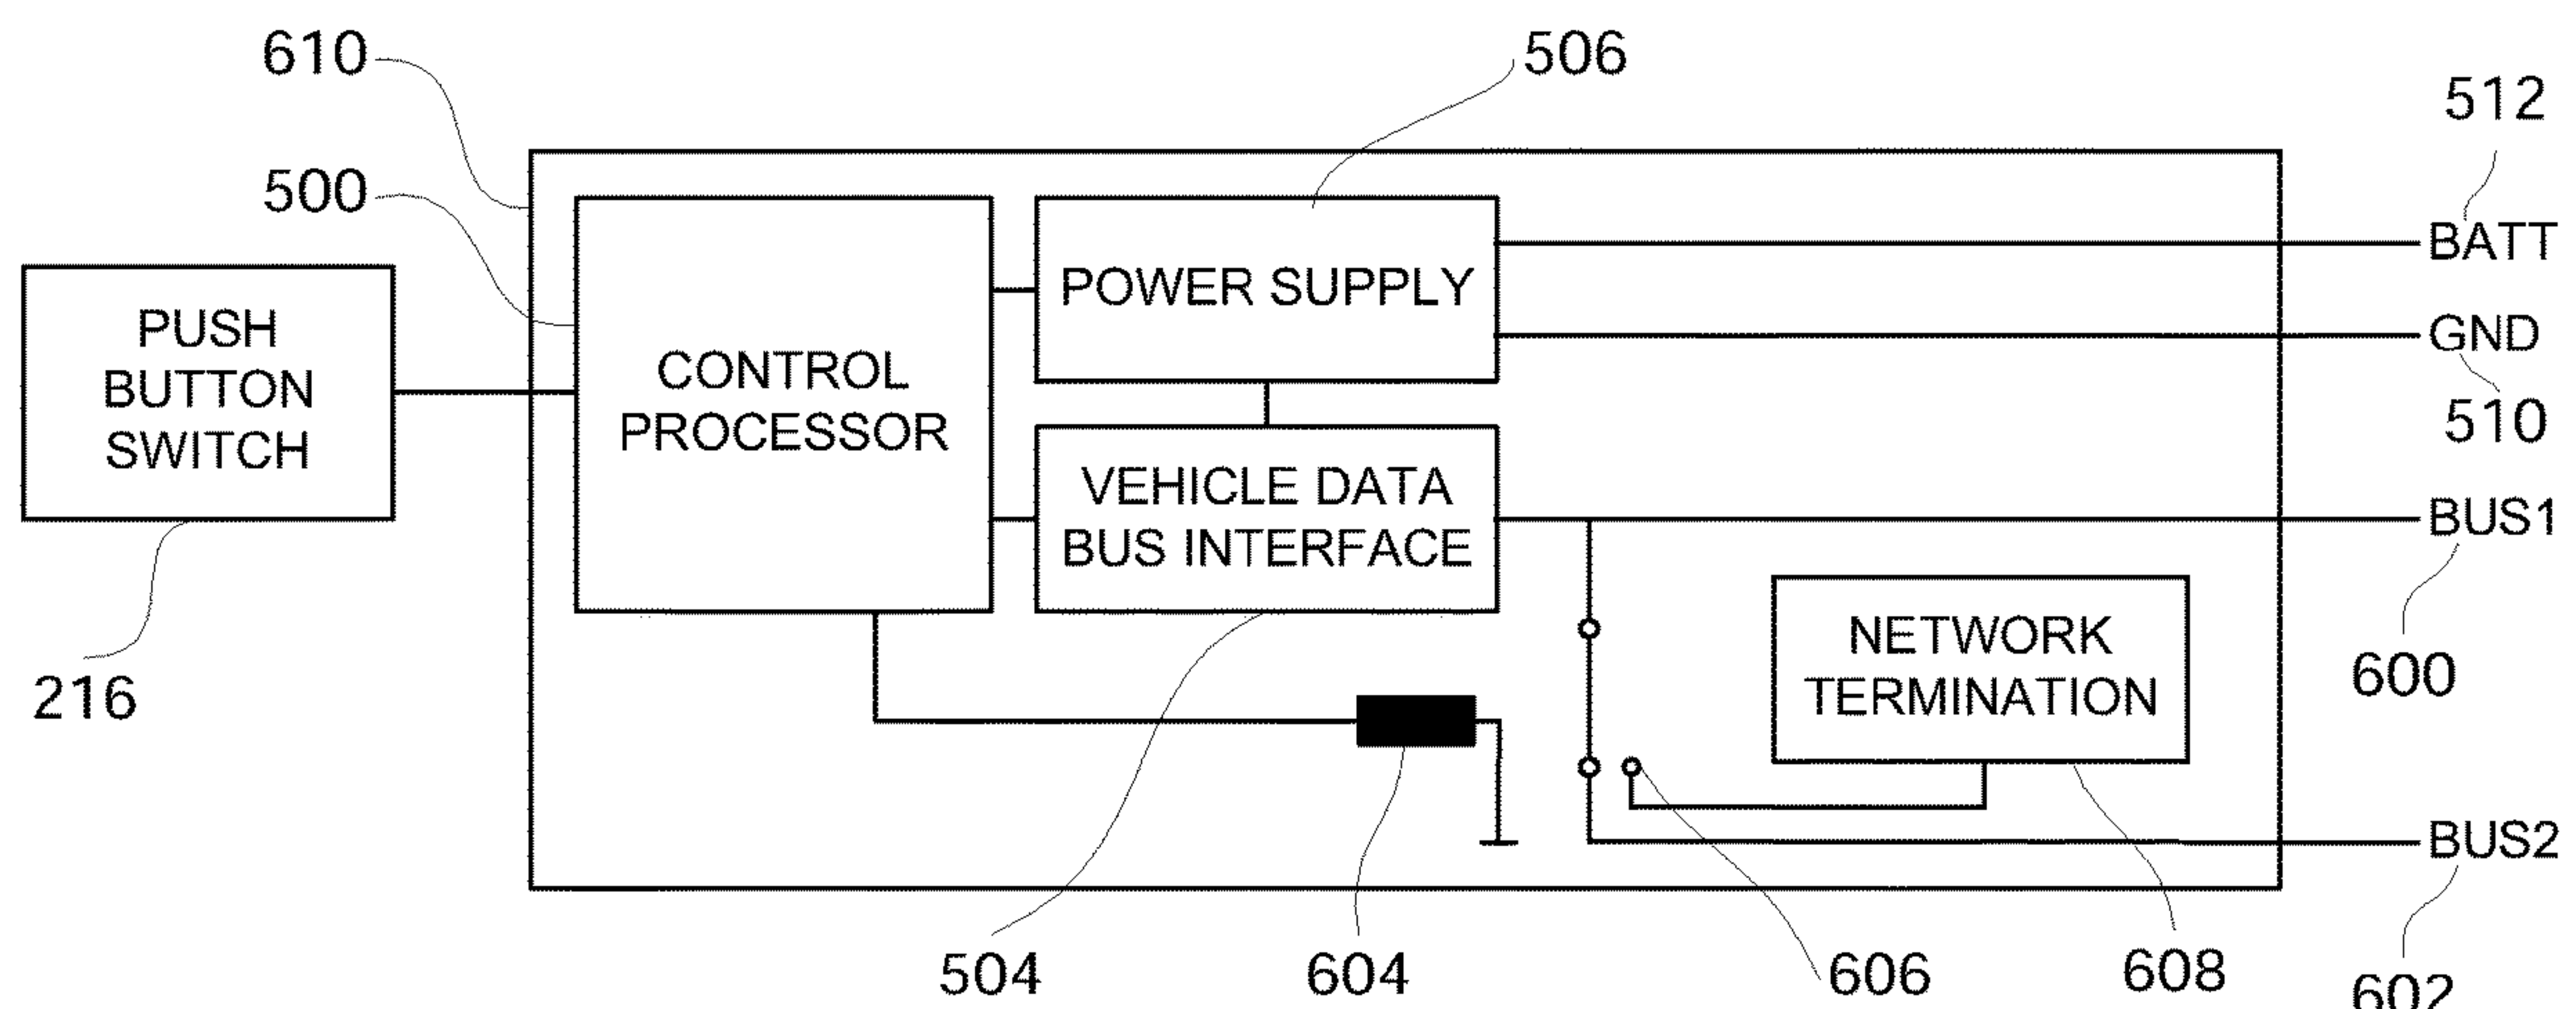 610
506
512
500
BATT
PUSH
BUTTON
SWITCH
CONTROL
PROCESSOR
POWER SUPPLY
GND
510
VEHICLE DATA
BUS INTERFACE
BUS1
600
NETWORK
TERMINATION
216
BUS2
504
604
606
608
602